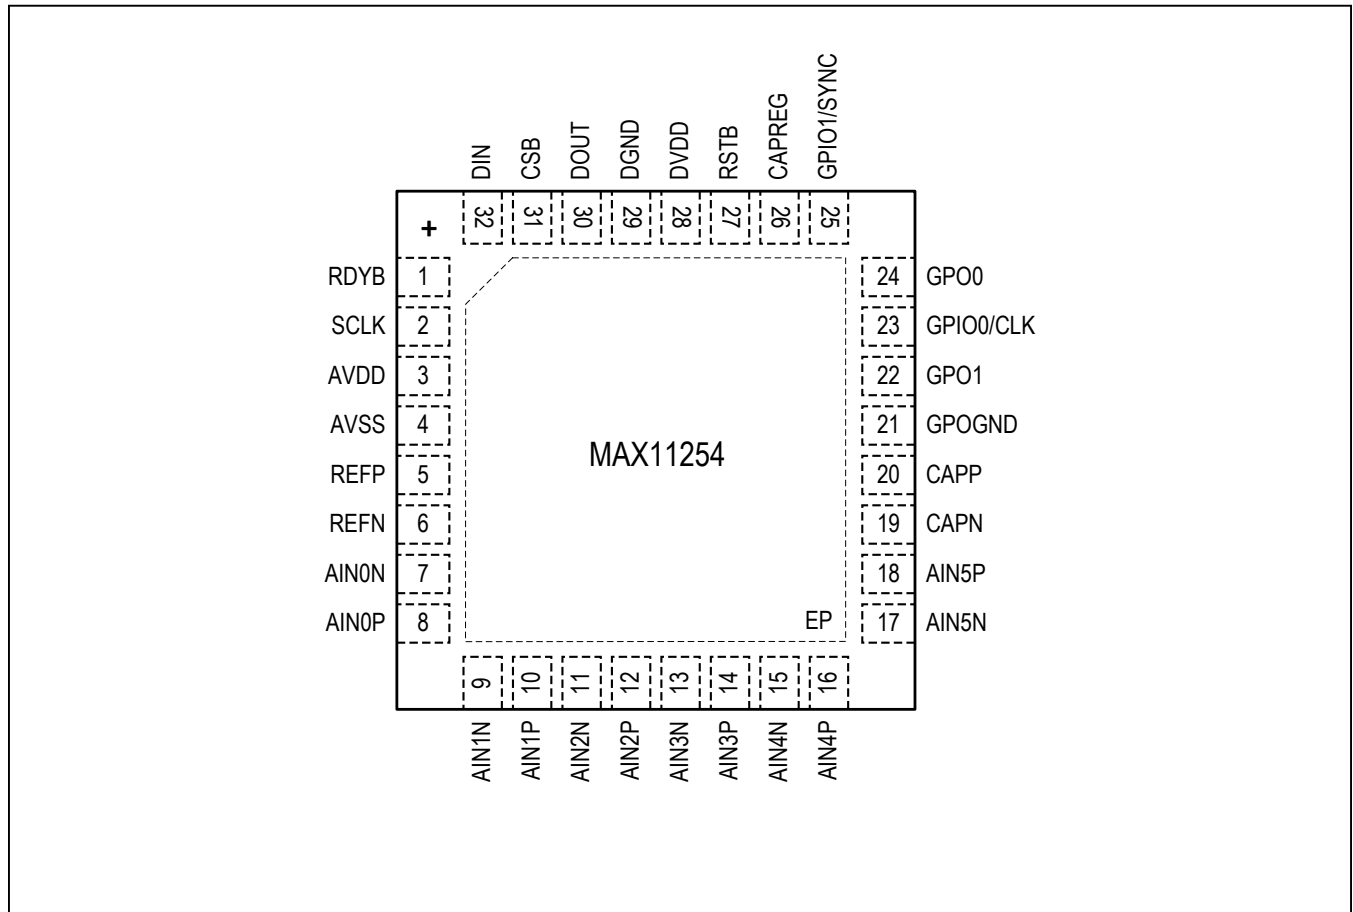 DIN
CSB
DOUT
DGND
DVDD
RSTB
CAPREG
GPIO1/SYNC
32
31
30
29
28
27
26
25
+
RDYB 1
24 GPO0
SCLK 2
23 GPIO0/CLK
AVDD 3
22 GPO1
AVSS 4
21 GPOGND
MAX11254
REFP 5
20 CAPP
REFN 6
19 CAPN
AIN0N 7
18 AIN5P
AIN0P 8
EP
17 AIN5N
9
10
11
12
13
14
15
16
AIN1N
AIN1P
AIN2N
AIN2P
AIN3N
AIN3P
AIN4N
AIN4P